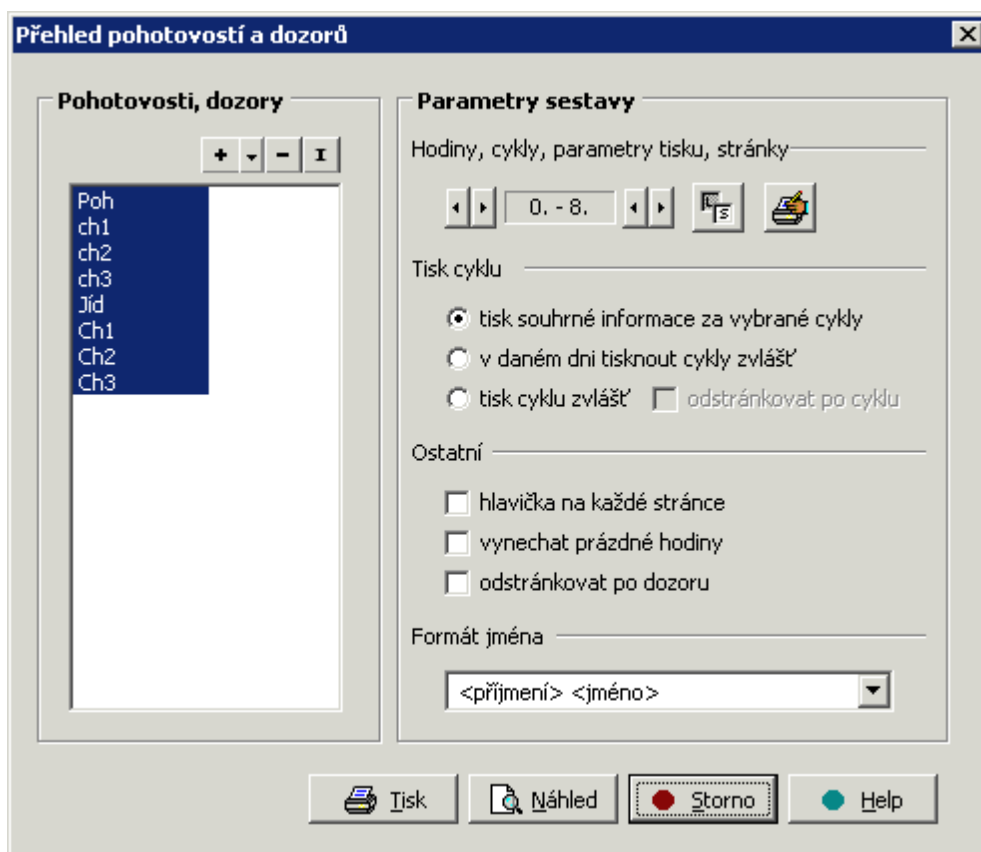 Přehled pohotovostí a dozorů
Pohotovosti, dozory
+ - I
Poh
ch1
ch2
ch3
Jíd
Ch1
Ch2
Ch3
Parametry sestavy
Hodiny, cykly, parametry tisku, stránky
0. - 8.
Tisk cyklu
tisk souhrné informace za vybrané cykly
v daném dni tisknout cykly zvlášť
tisk cyklu zvlášť odstránkovat po cyklu
Ostatní
hlavička na každé stránce
vynechat prázdné hodiny
odstránkovat po dozoru
Formát jména
<příjmení> <jméno>
Tisk Náhled Storno Help